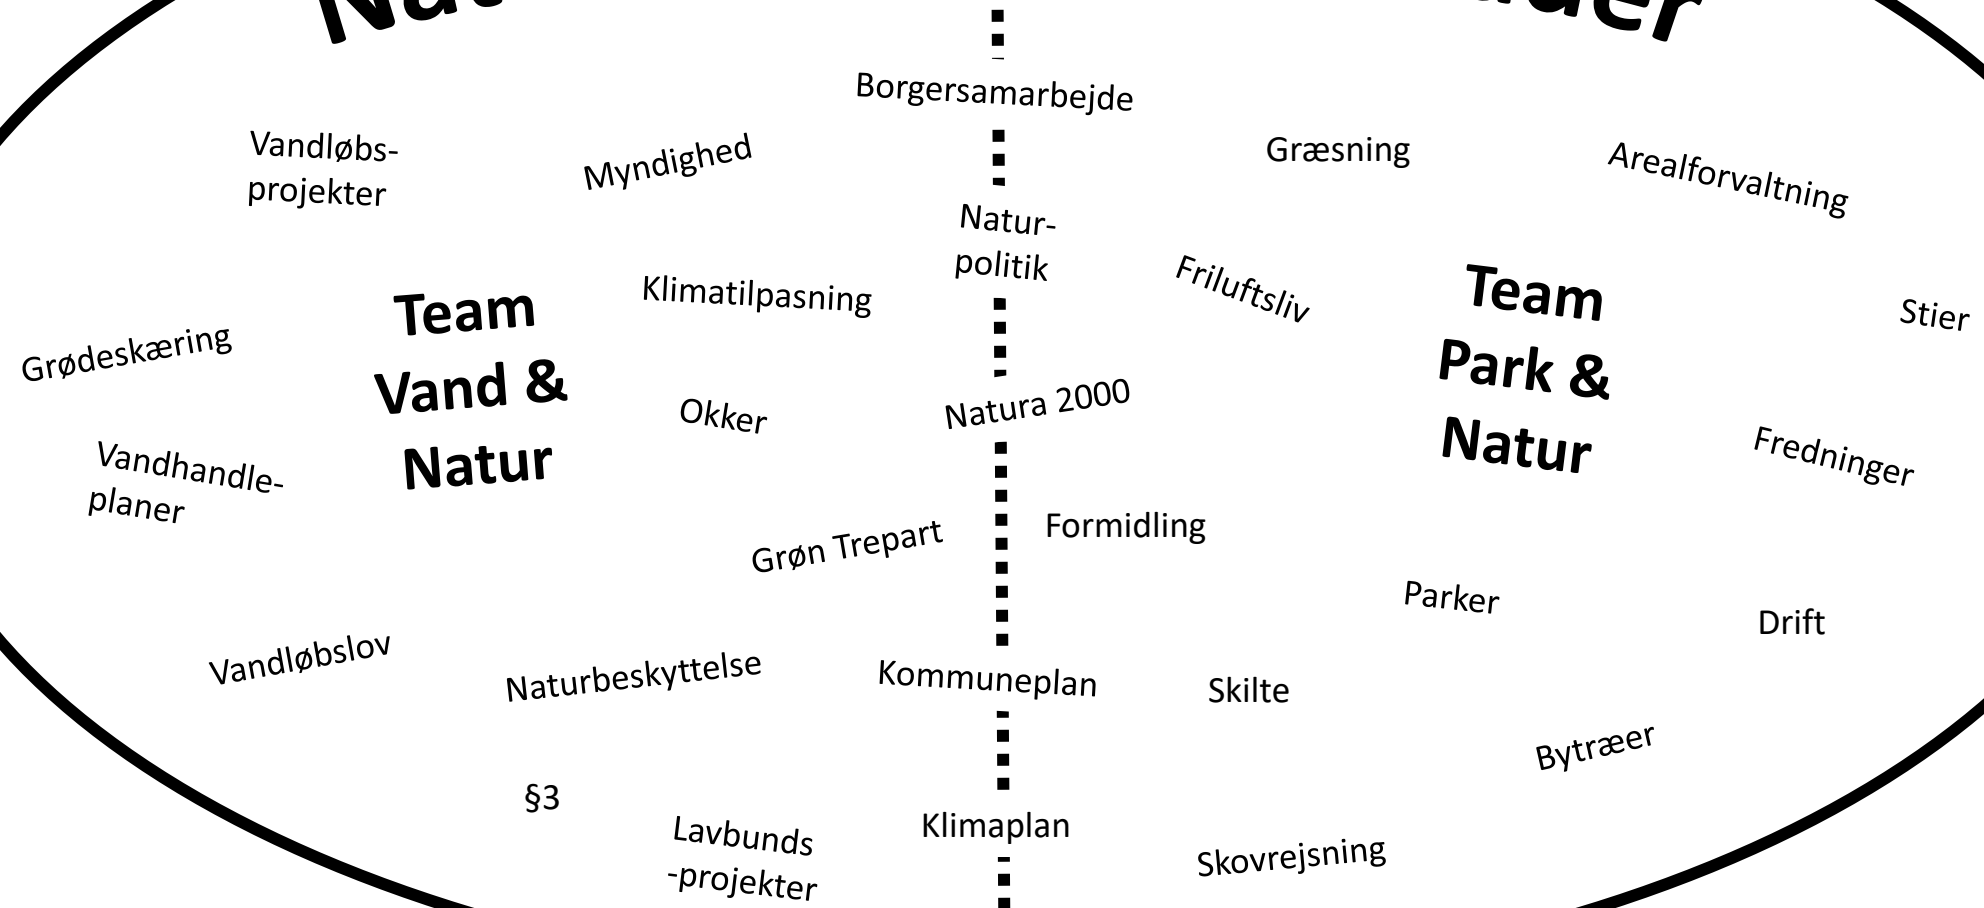 Borgersamarbejde
Vandløbs-
projekter
Myndighed
Græsning
Arealforvaltning
Natur-
politik
Klimatilpasning
Friluftsliv
Team
Vand &
Natur
Team
Park &
Natur
Stier
Grødeskæring
Okker
Natura 2000
Vandhandle-
planer
Fredninger
Grøn Trepart
Formidling
Parker
Drift
Vandløbslov
Naturbeskyttelse
Kommuneplan
Skilte
Bytræer
§3
Lavbunds
-projekter
Klimaplan
Skovrejsning